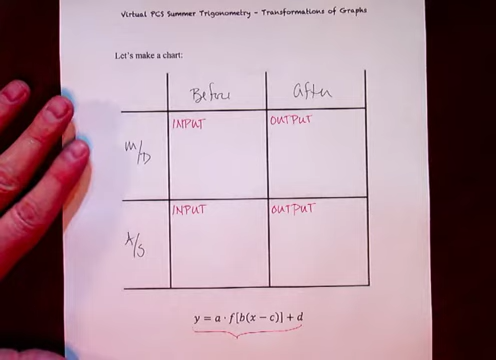 Virtual PCS Summer Trigonometry - Transformations of Graphs
Let's make a chart:
Before After
INPUT OUTPUT
M/D
INPUT OUTPUT
A/S
y = a · f[b(x − c)] + d